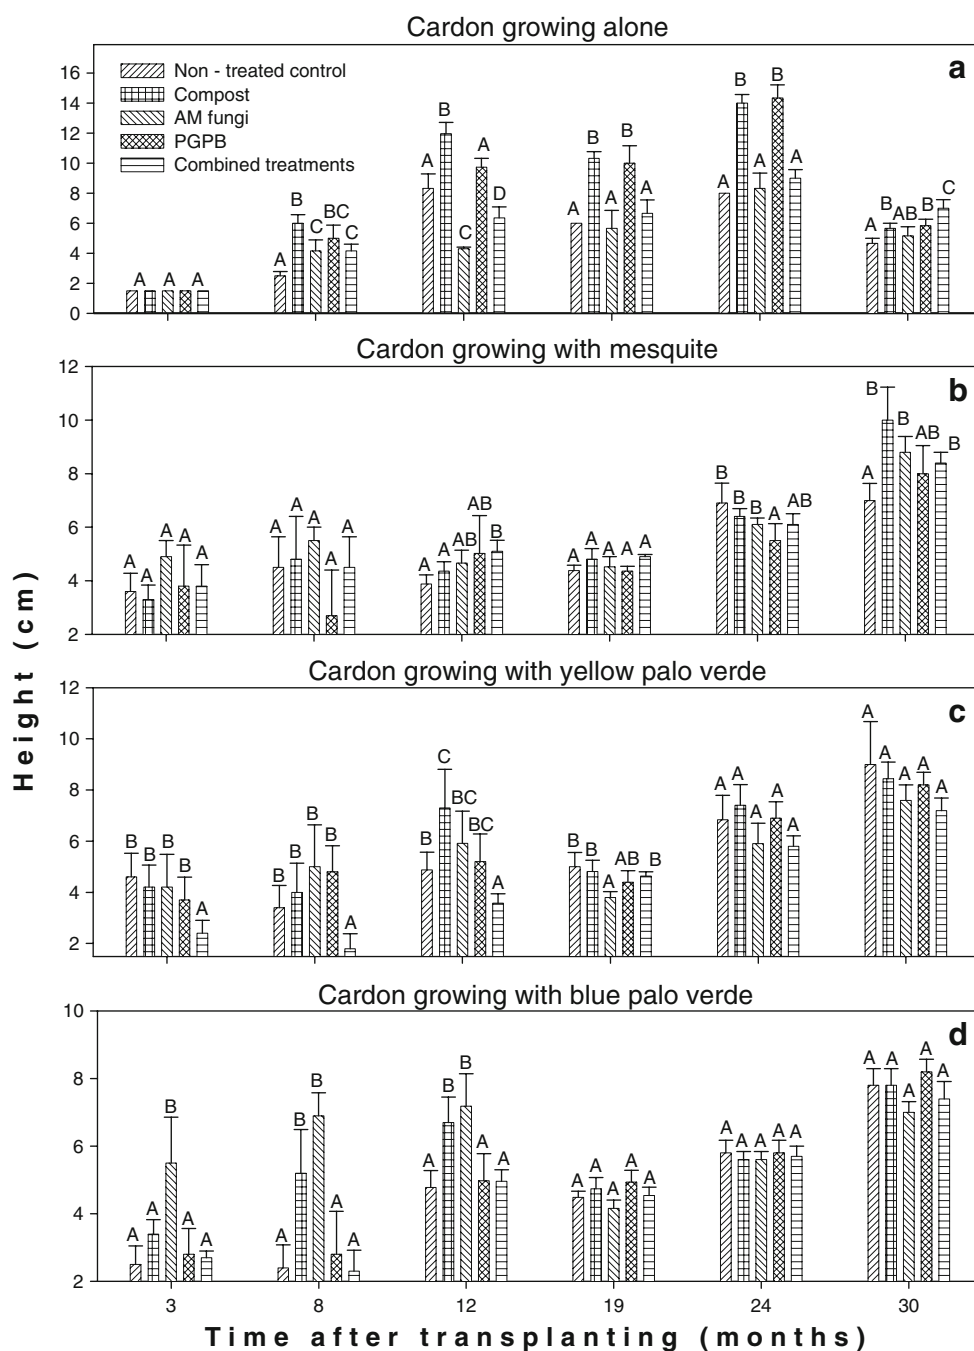 Cardon growing alone
a
Non - treated control
Compost
AM fungi
PGPB
Combined treatments
16
14
12
10
8
6
4
2
0
A A A
A B C BC C
A B C A D
A B A B A
A B A B A
A B AB B C
Cardon growing with mesquite
b
12
10
8
6
4
2
A A A A A
A A A A A
A A AB AB B
A A A A A
B B B A AB
A B B AB B
Cardon growing with yellow palo verde
c
12
10
8
6
4
2
B B B B A
B B B B A
B C BC BC A
B B A AB B
A A A A A
A A A A A
Cardon growing with blue palo verde
d
10
8
6
4
2
A A B A A
A B B A A
A B B A A
A A A A A
A A A A A
A A A A A
3 8 12 19 24 30
Time after transplanting (months)
Height (cm)